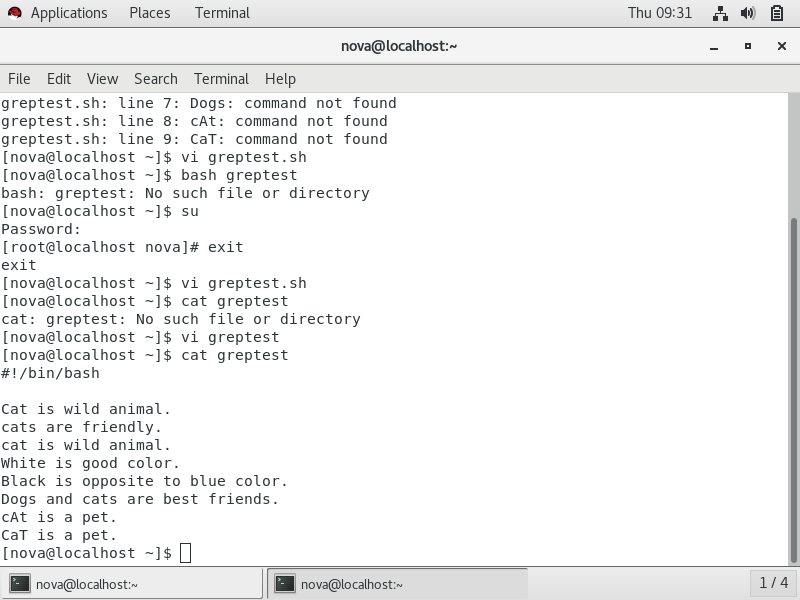 Applications Places Terminal Thu 09:31
nova@localhost:~
File Edit View Search Terminal Help
greptest.sh: line 7: Dogs: command not found
greptest.sh: line 8: cAt: command not found
greptest.sh: line 9: CaT: command not found
[nova@localhost ~]$ vi greptest.sh
[nova@localhost ~]$ bash greptest
bash: greptest: No such file or directory
[nova@localhost ~]$ su
Password:
[root@localhost nova]# exit
exit
[nova@localhost ~]$ vi greptest.sh
[nova@localhost ~]$ cat greptest
cat: greptest: No such file or directory
[nova@localhost ~]$ vi greptest
[nova@localhost ~]$ cat greptest
#!/bin/bash
Cat is wild animal.
cats are friendly.
cat is wild animal.
White is good color.
Black is opposite to blue color.
Dogs and cats are best friends.
cAt is a pet.
CaT is a pet.
[nova@localhost ~]$
nova@localhost:~ nova@localhost:~ 1 / 4